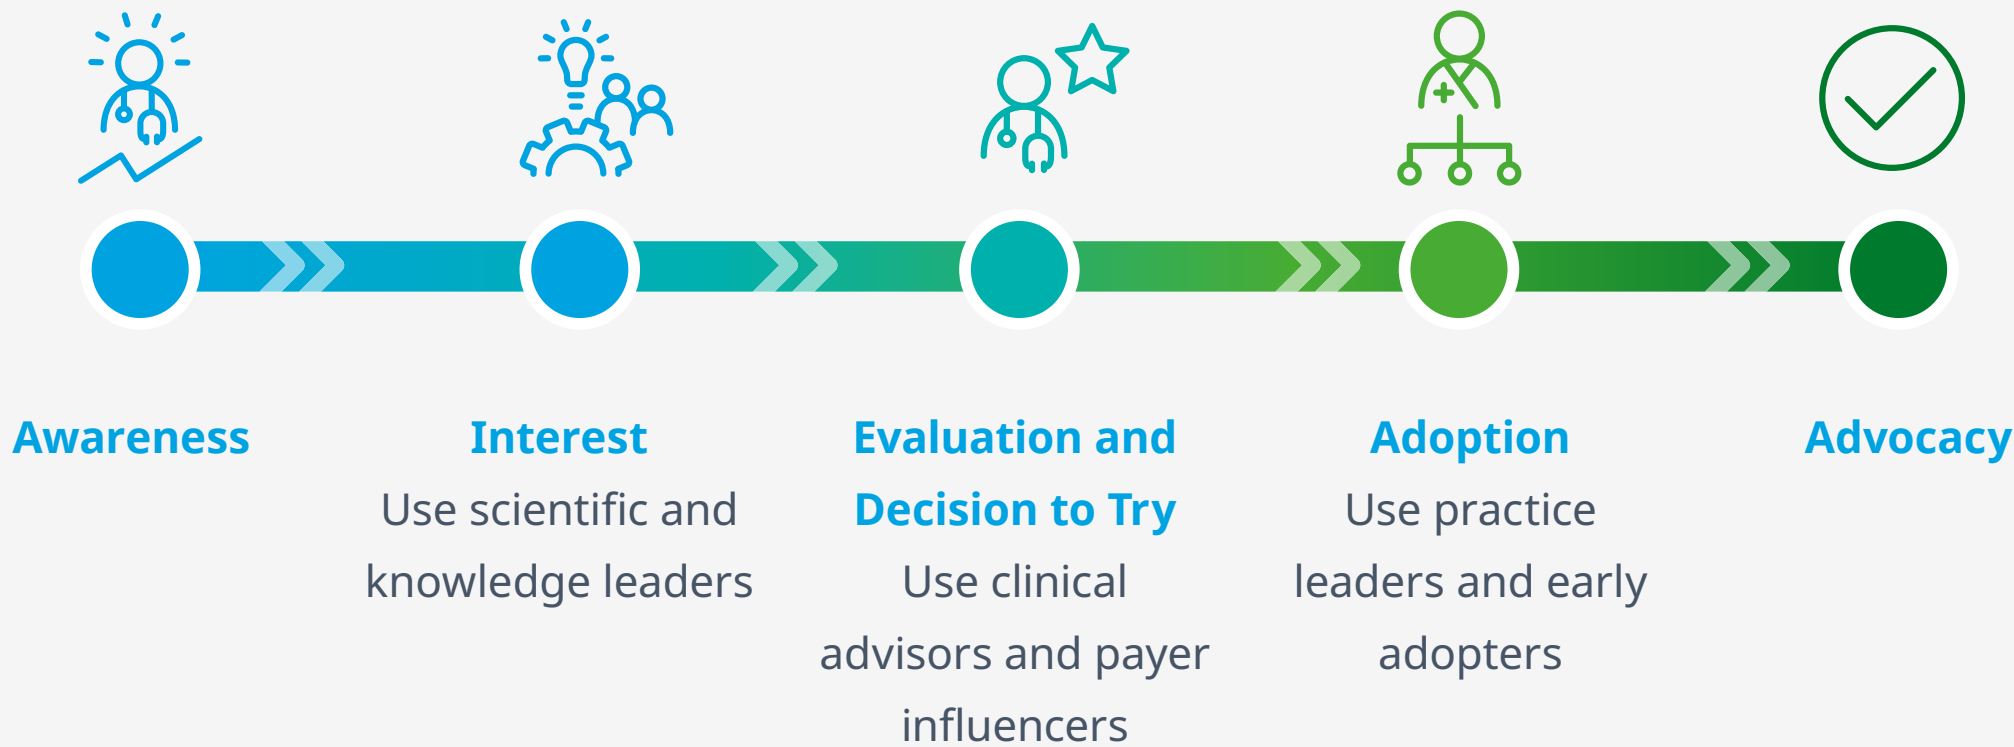 Awareness
Interest
Use scientific and
knowledge leaders
Evaluation and
Decision to Try
Use clinical
advisors and payer
influencers
Adoption
Use practice
leaders and early
adopters
Advocacy